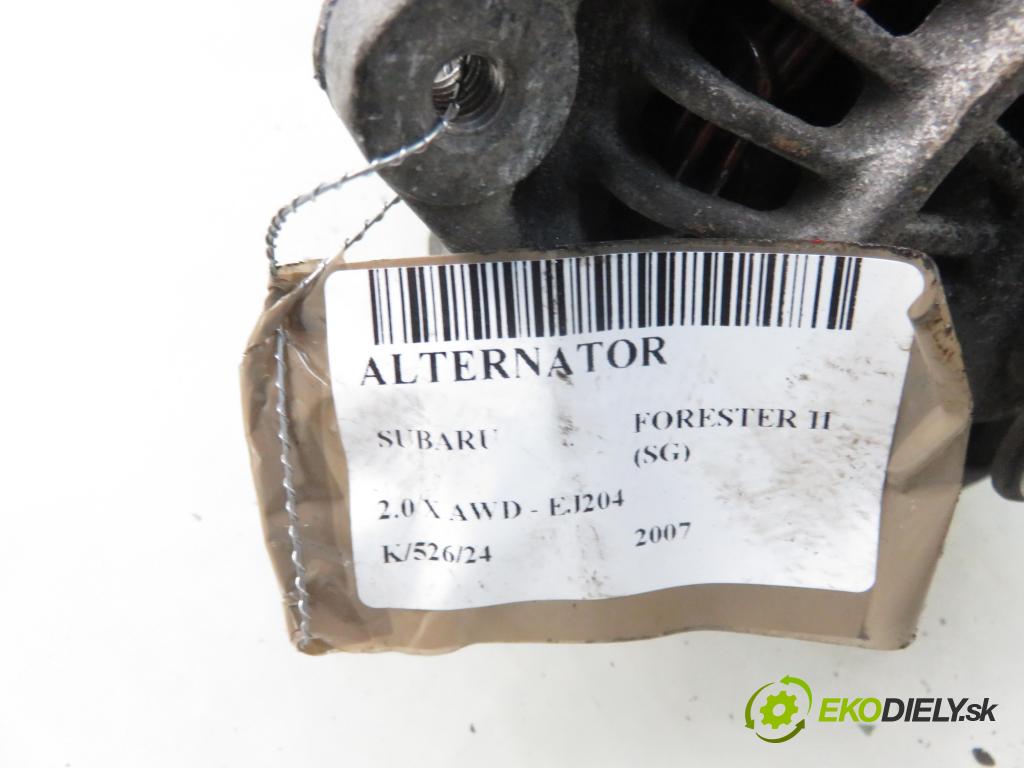 ALTERNATOR
SUBARU
FORESTER II
(SG)
2.0 X AWD - EJ204
K/526/24
2007
EKODIELY.sk